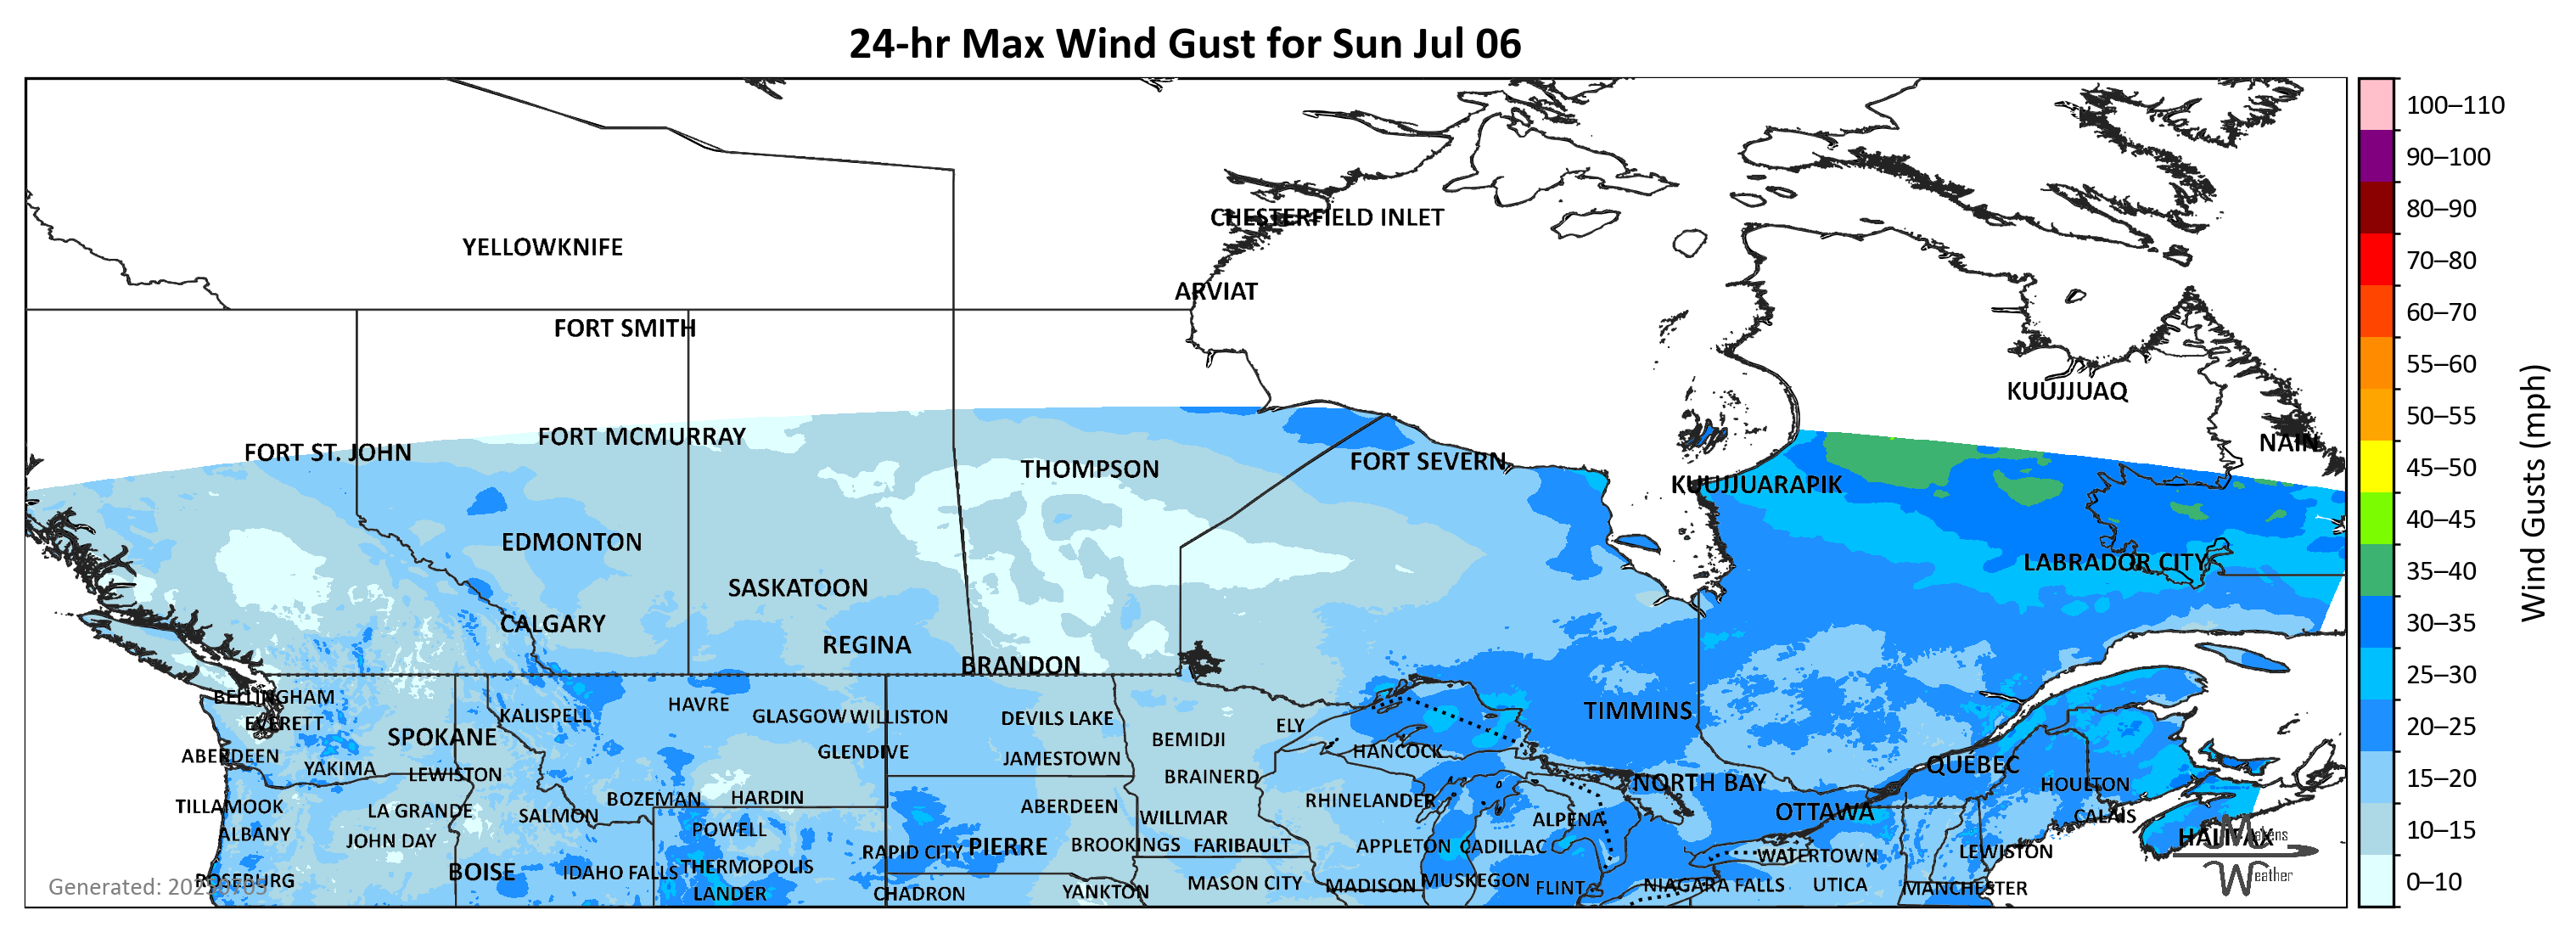 24-hr Max Wind Gust for Sun Jul 06
100–110
90–100
80–90
CHESTERFIELD INLET
YELLOWKNIFE
70–80
ARVIAT
60–70
FORT SMITH
55–60
KUUJJUAQ
50–55
FORT MCMURRAY
NAIN
FORT ST. JOHN
FORT SEVERN
THOMPSON
45–50
KUUJJUARAPIK
Wind Gusts (mph)
40–45
EDMONTON
LABRADOR CITY
35–40
SASKATOON
CALGARY
30–35
REGINA
BRANDON
25–30
BELLINGHAM
HAVRE
TIMMINS
KALISPELL
GLASGOW
WILLISTON
DEVILS LAKE
EVERETT
ELY
20–25
SPOKANE
BEMIDJI
ABERDEEN
GLENDIVE
JAMESTOWN
HANCOCK
QUÉBEC
YAKIMA
LEWISTON
BRAINERD
15–20
NORTH BAY
HOULTON
BOZEMAN
HARDIN
RHINELANDER
TILLAMOOK
LA GRANDE
SALMON
ABERDEEN
WILLMAR
ALPENA
OTTAWA
CALAIS
ALBANY
JOHN DAY
POWELL
10–15
HALIFAX
Makens
Weather
RAPID CITY
PIERRE
BROOKINGS
FARIBAULT
APPLETON
CADILLAC
WATERTOWN
LEWISTON
BOISE
IDAHO FALLS
THERMOPOLIS
ROSEBURG
LANDER
CHADRON
YANKTON
MASON CITY
MADISON
MUSKEGON
FLINT
NIAGARA FALLS
UTICA
MANCHESTER
0–10